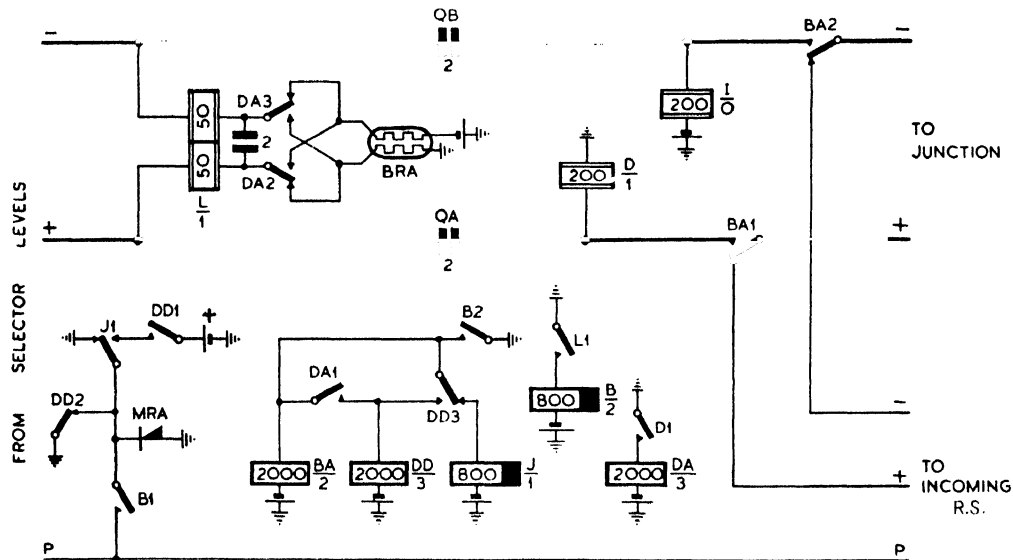 QB
2
BA2
−
−
I
O
200
50
50
L
1
DA3
2
DA2
BRA
D
1
200
TO
JUNCTION
+
QA
2
BA1
+
LEVELS
SELECTOR
FROM
J1
DD1
+
B2
L1
DA1
DD3
DD2
MRA
B1
800
B
2
D1
−
2000
BA
2
2000
DD
3
800
J
1
2000
DA
3
+
TO
INCOMING
R.S.
P
P